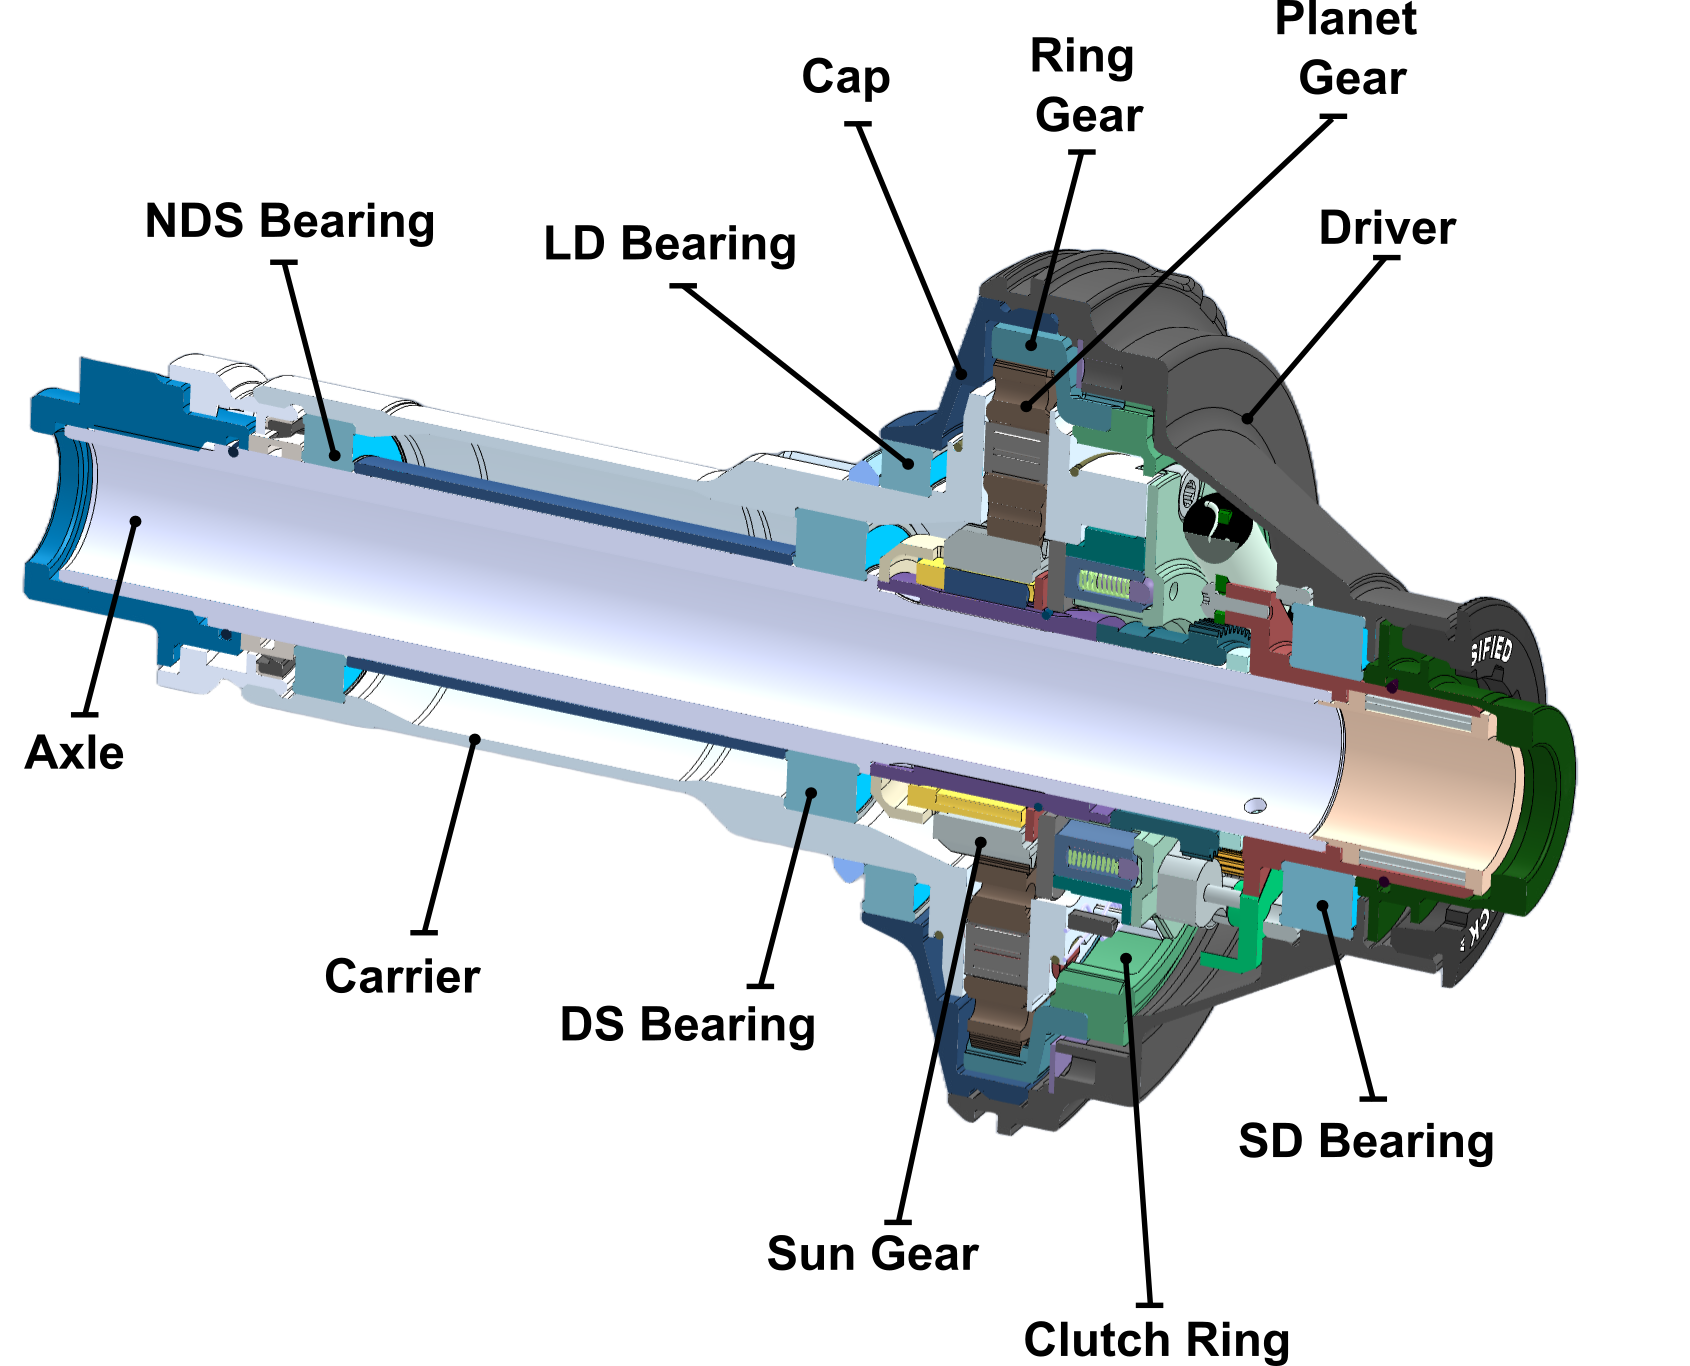 Planet
Gear
Ring
Gear
Cap
NDS Bearing
LD Bearing
Driver
SIFIED
Axle
CK
Carrier
DS Bearing
SD Bearing
Sun Gear
Clutch Ring